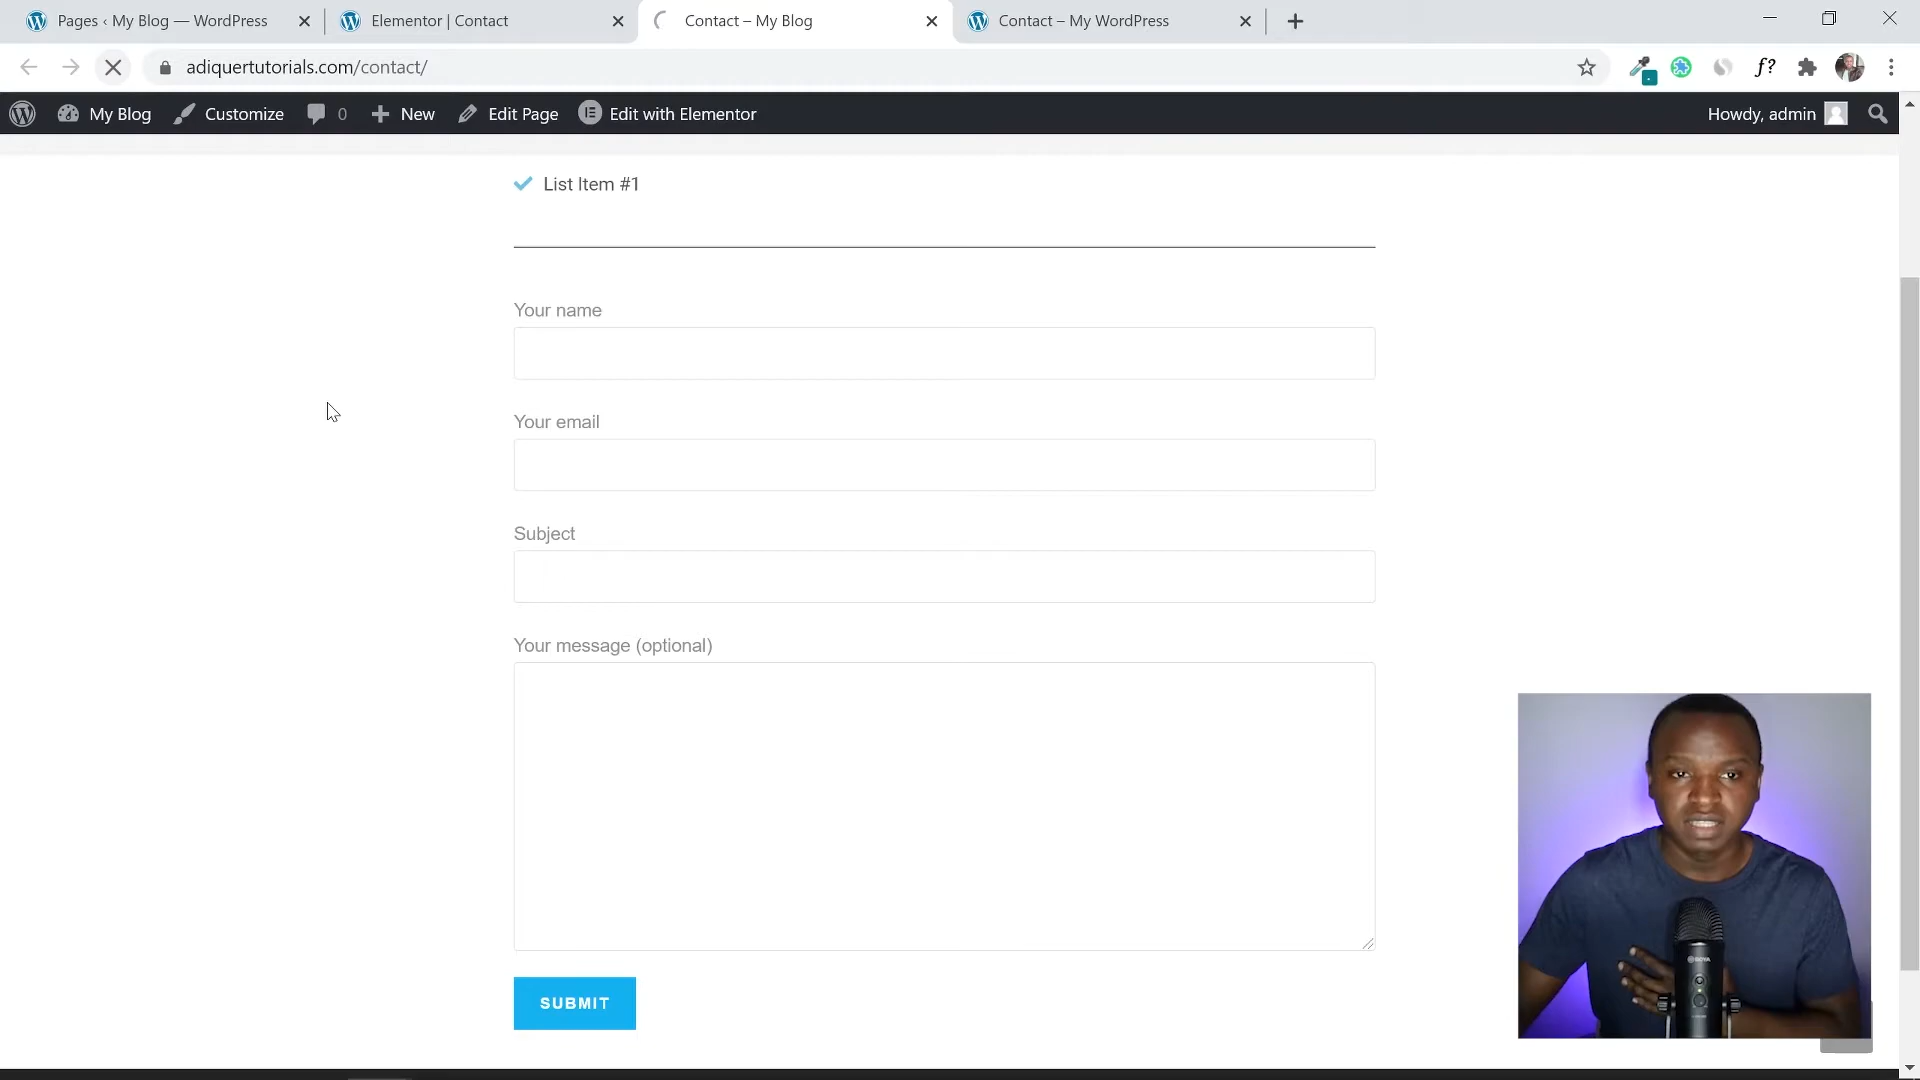 Pages ‹ My Blog — WordPress
Elementor | Contact
Contact – My Blog
Contact – My WordPress
adiquertutorials.com/contact/
f?
My Blog
Customize
0
New
Edit Page
Edit with Elementor
Howdy, admin
List Item #1
Your name
Your email
Subject
Your message (optional)
SUBMIT
BOYA